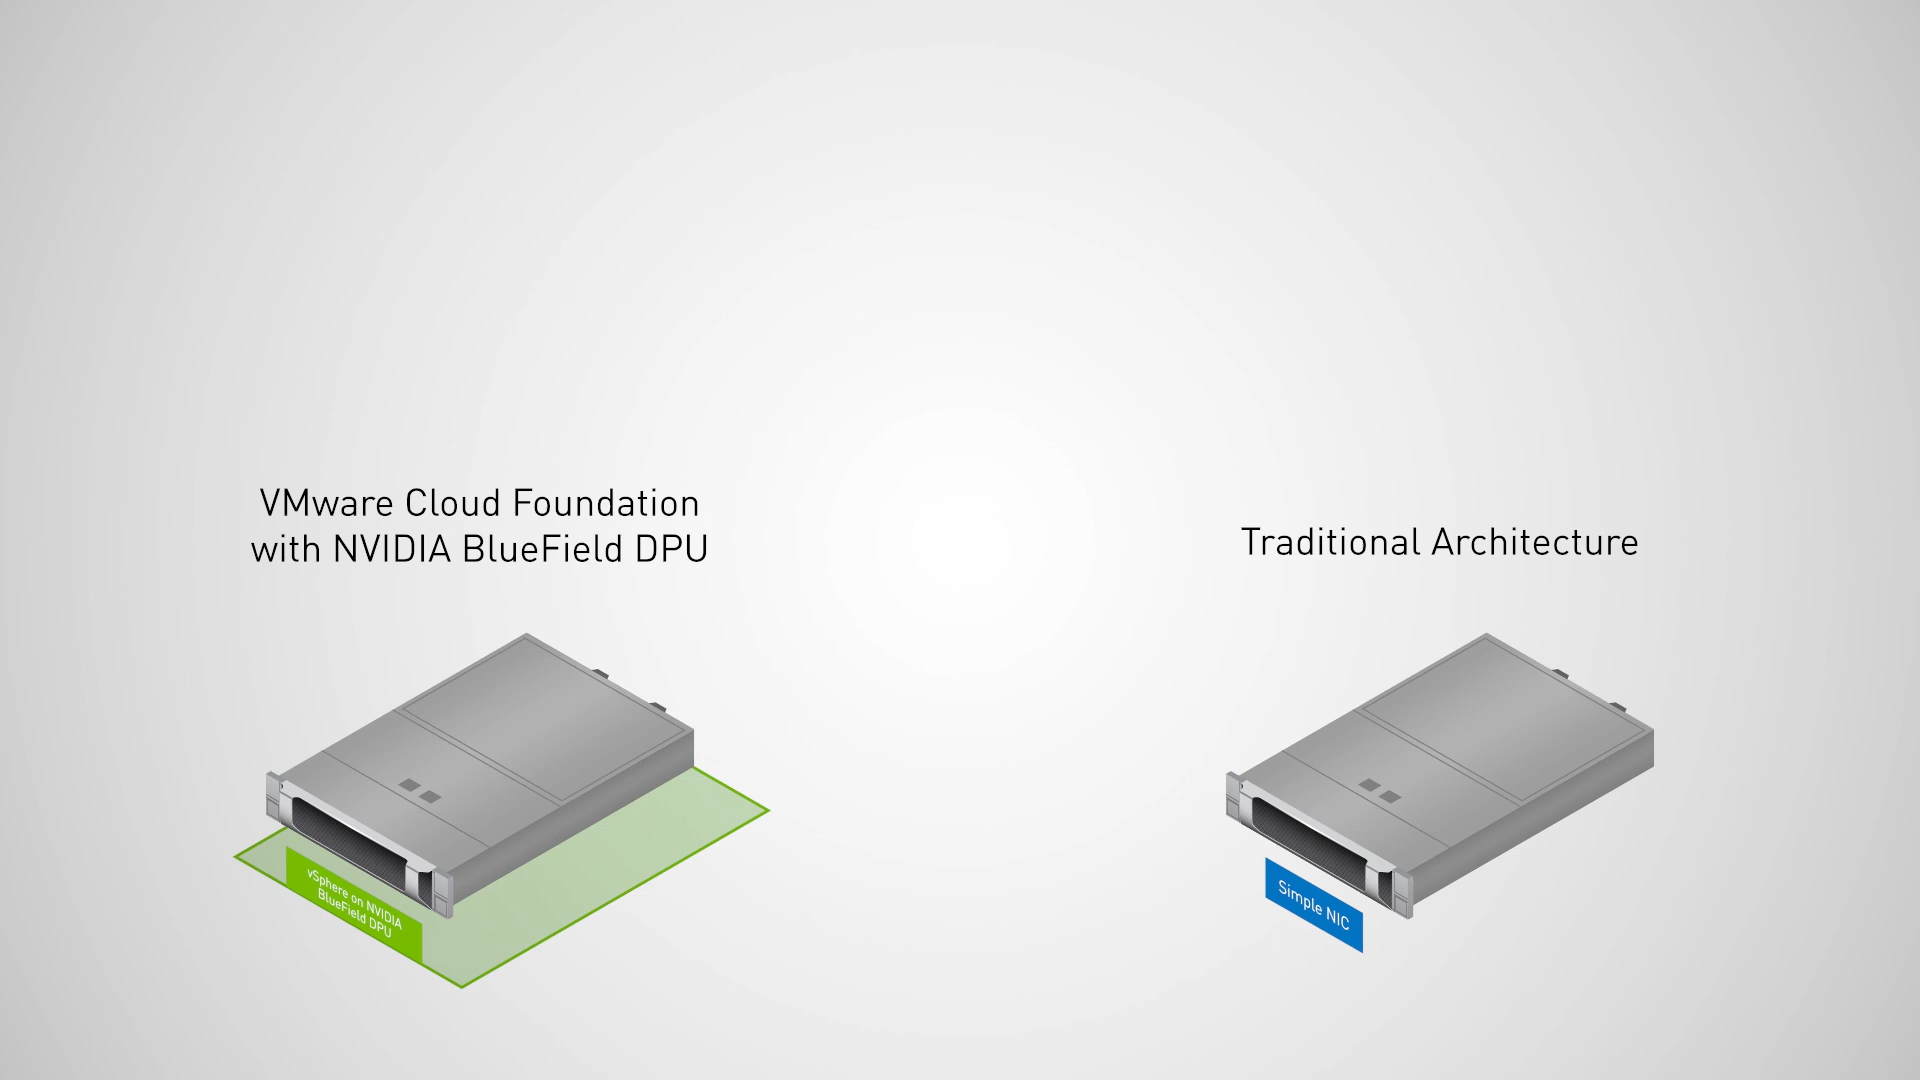 VMware Cloud Foundation
with NVIDIA BlueField DPU
Traditional Architecture
vSphere on NVIDIA
BlueField DPU
Simple NIC